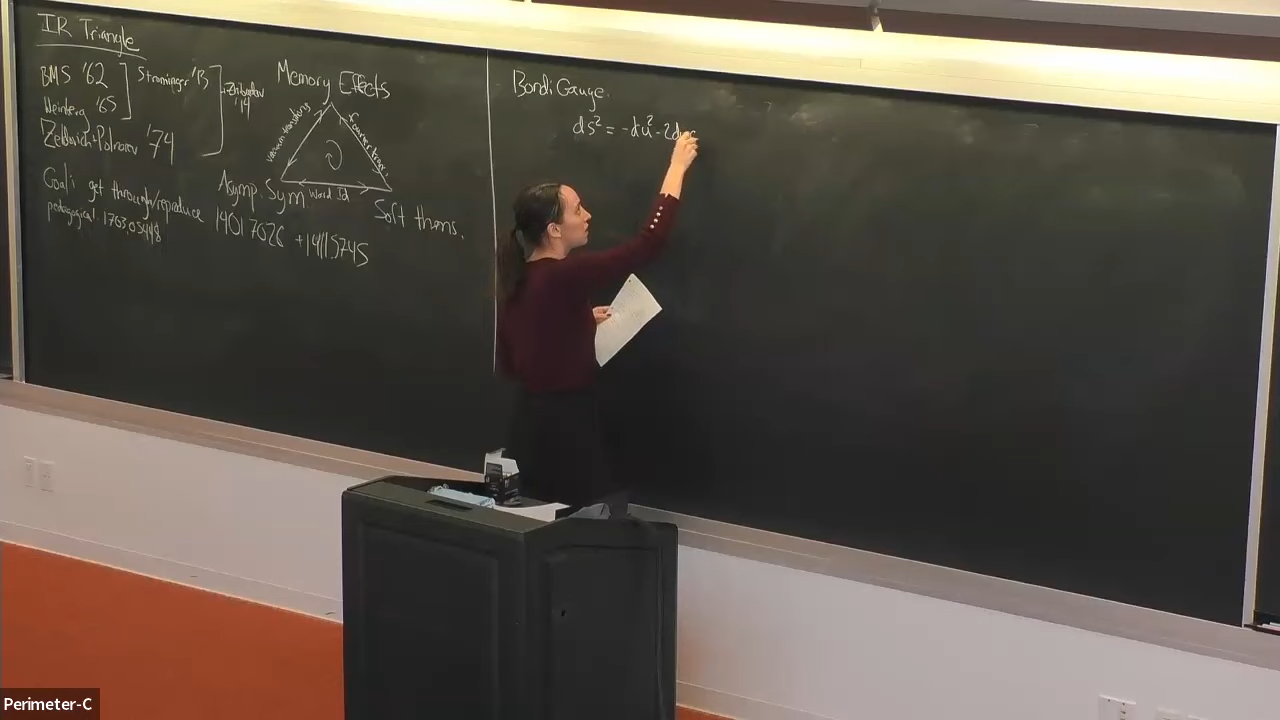 IR Triangle
BMS '62
Weinberg '65
Zeldovich + Polnarev '74
Strominger '13
'19
Memory Effects
vacuum transitions
Fourier trans.
Asymp. Sym
Ward Id
Soft thms.
Goal: get through/reproduce 1401.7026 + 1411.5745
pedagogical: 1703.05448
Bondi Gauge.
ds² = -du² - 2du
Perimeter-C